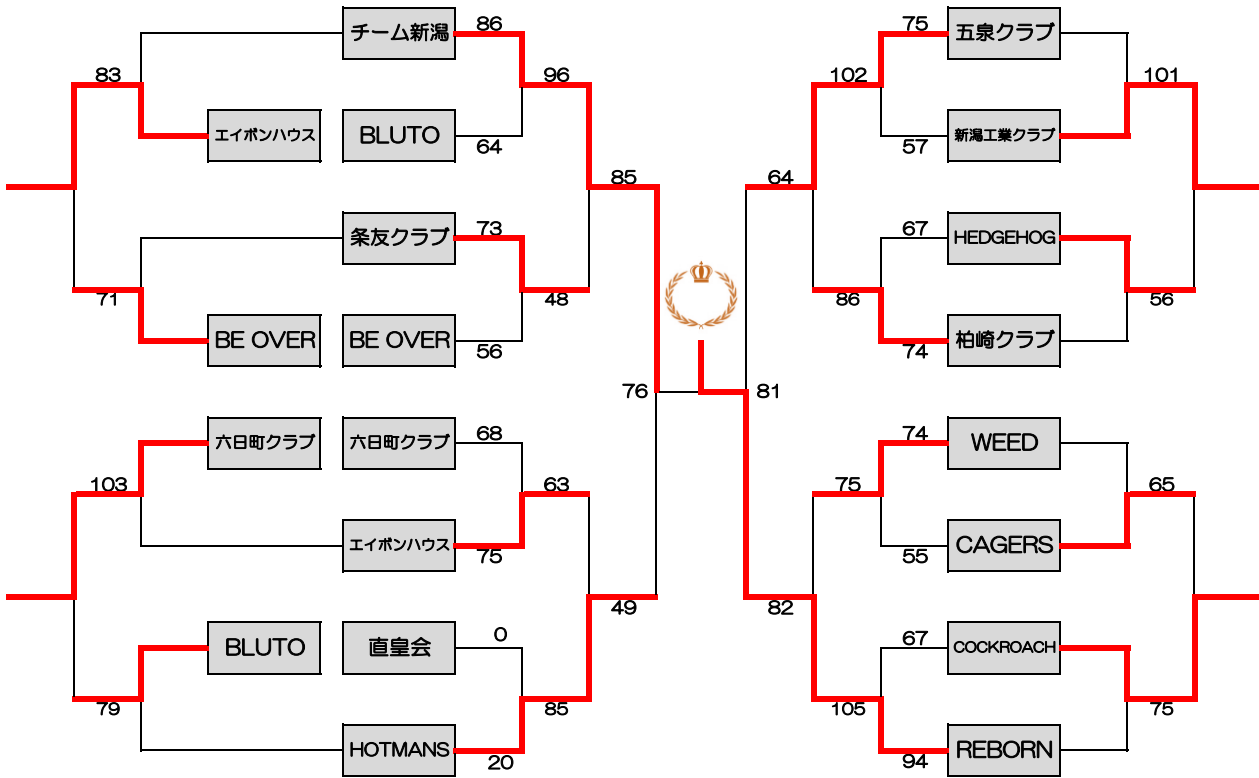 チーム新潟 86 75 五泉クラブ
83 96 102 101
エイボンハウス BLUTO 64 57 新潟工業クラブ
85 64
条友クラブ 73 67 HEDGEHOG
71 48 86 56
BE OVER BE OVER 56 74 柏崎クラブ
76 81
六日町クラブ 六日町クラブ 68 74 WEED
103 63 75 65
エイボンハウス 75 55 CAGERS
49 82
BLUTO 直皇会 0 67 COCKROACH
79 85 105 75
HOTMANS 20 94 REBORN